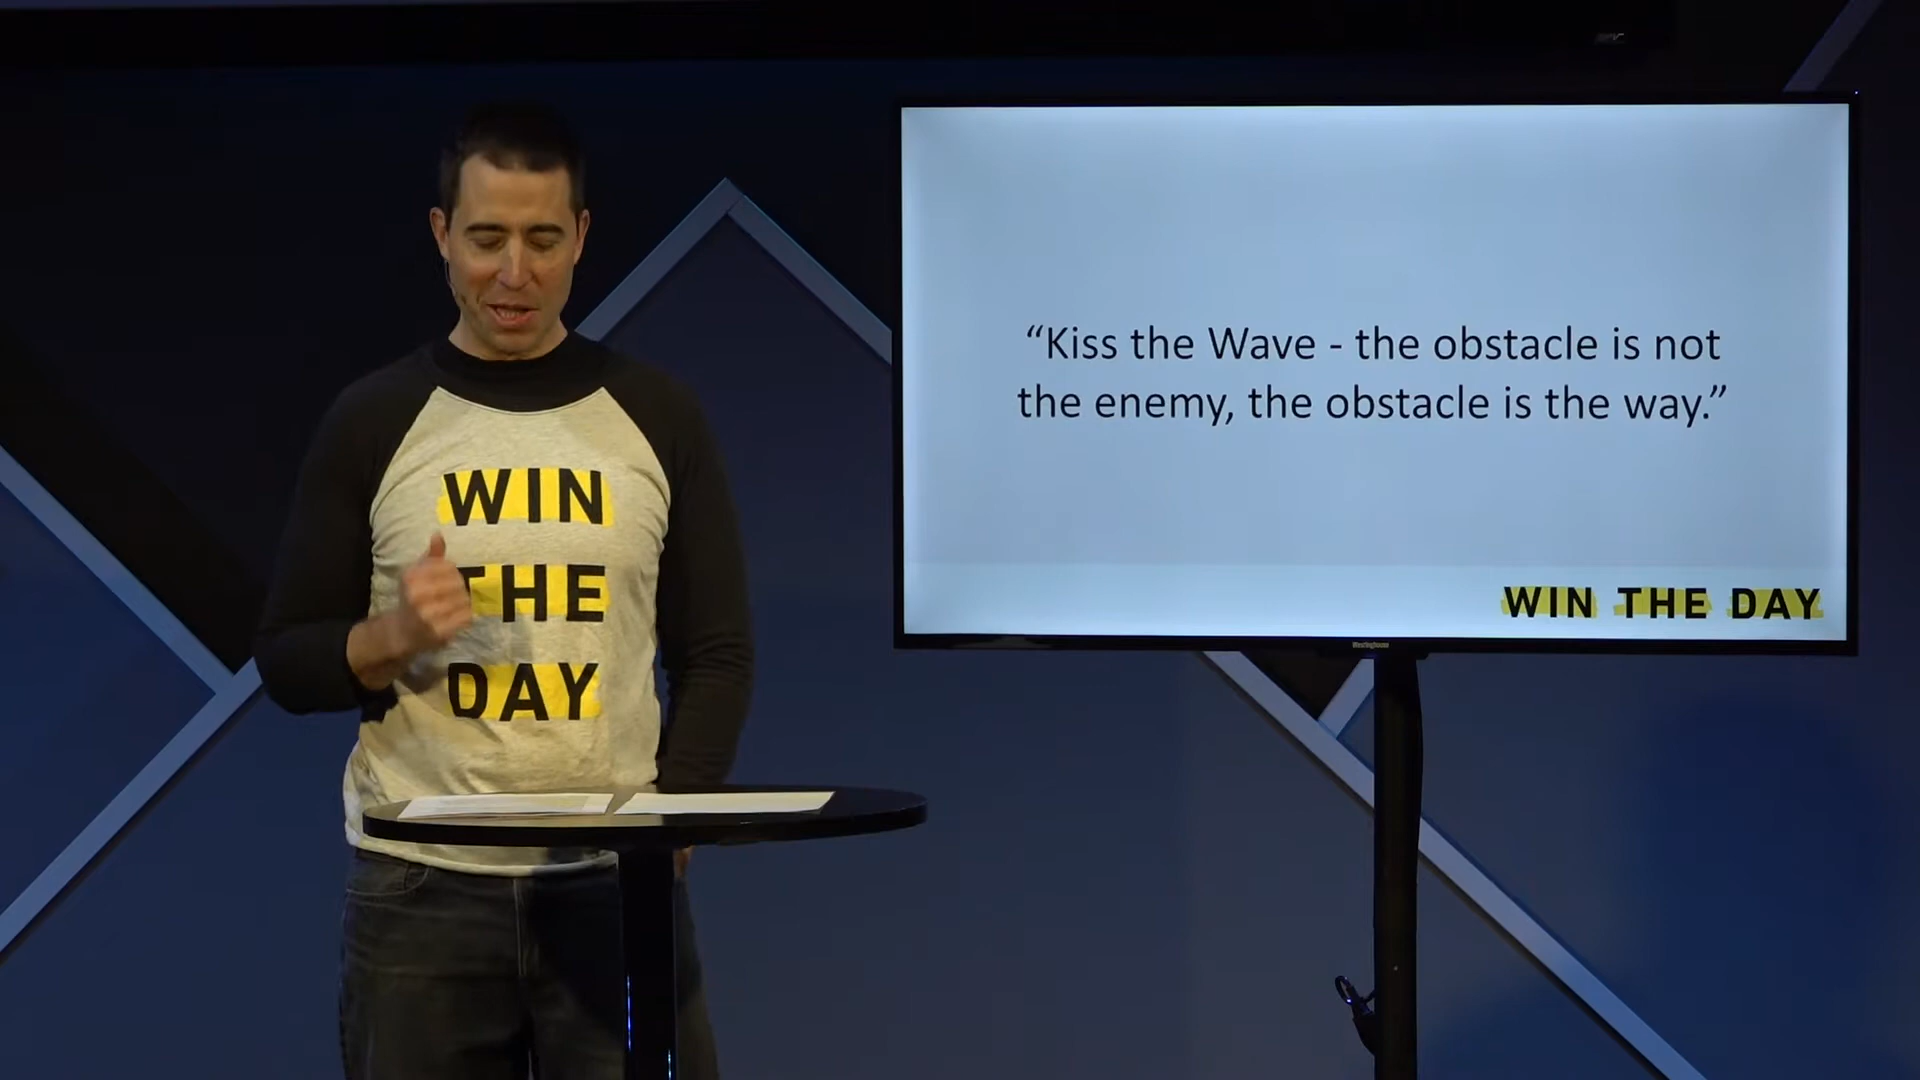 WIN
THE
DAY
“Kiss the Wave - the obstacle is not
the enemy, the obstacle is the way.”
WIN THE DAY
Westinghouse